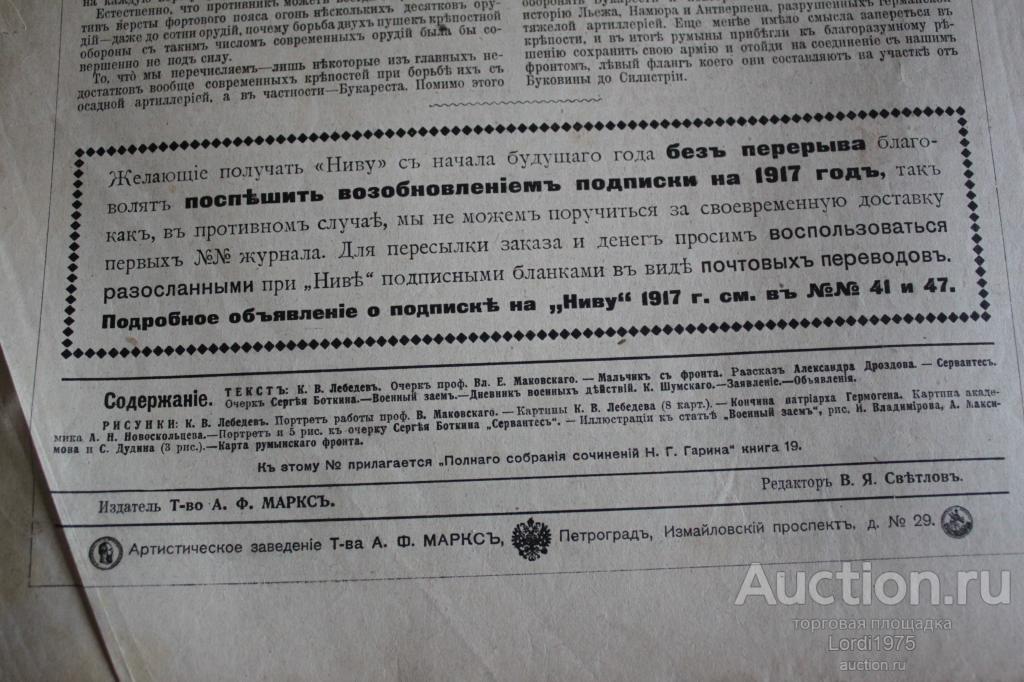 тивъ версты фортового пояса огонь нѣсколькихъ десятковъ ору-
дій—даже до сотни орудій, почему борьба двухъ пушекъ крѣпостной
обороны съ такимъ числомъ современныхъ орудій была бы со-
вершенно не подъ силу.
То, что мы перечисляемъ—лишь нѣкоторые изъ главныхъ не-
достатковъ вообще современныхъ крѣпостей при борьбѣ ихъ съ
осадной артиллеріей, а въ частности—Букареста. Помимо этого
исторію Льежа, Намюра и Антверпена, разрушенныхъ германской
тяжелой артиллеріей. Еще менѣе имѣло смысла запереться въ
крѣпости, и въ итогѣ румыны прибѣгли къ благоразумному рѣ-
шенію сохранить свою армію и отойди на соединеніе съ нашимъ
фронтомъ, лѣвый флангъ коего они составляютъ на участкѣ отъ
Буковины до Силистріи.
Желающіе получать «Ниву» съ начала будущаго года безъ перерыва благо-
волятъ поспѣшить возобновленіемъ подписки на 1917 годъ, такъ
какъ, въ противномъ случаѣ, мы не можемъ поручиться за своевременную доставку
первыхъ №№ журнала. Для пересылки заказа и денегъ просимъ воспользоваться
разосланными при „Нивѣ“ подписными бланками въ видѣ почтовыхъ переводовъ.
Подробное объявленіе о подпискѣ на „Ниву“ 1917 г. см. въ №№ 41 и 47.
Содержаніе. ТЕКСТЪ: К. В. Лебедевъ. Очеркъ проф. Вл. Е. Маковскаго. — Мальчикъ съ фронта. Разсказъ Александра Дроздова. — Сервантесъ.
Очеркъ Сергѣя Боткина.—Военный заемъ.—Дневникъ военныхъ дѣйствій. К. Шумскаго.—Заявленіе.—Объявленія.
РИСУНКИ: К. В. Лебедевъ. Портретъ работы проф. В. Маковскаго. — Картины К. В. Лебедева (8 карт.).— Кончина патріарха Гермогена. Картина акаде-
мика А. Н. Новоскольцева.—Портретъ и 5 рис. къ очерку Сергѣя Боткина „Сервантесъ“. — Иллюстраціи къ статьѣ „Военный заемъ“, рис. И. Владимірова, А. Макси-
мова и С. Дудина (3 рис.).—Карта румынскаго фронта.
Къ этому № прилагается „Полнаго собранія сочиненій Н. Г. Гарина“ книга 19.
Издатель Т-во А. Ф. МАРКСЪ.
Редакторъ В. Я. Свѣтловъ.
Артистическое заведеніе Т-ва А. Ф. МАРКСЪ, Петроградъ, Измайловскій проспектъ, д. № 29.
Auction.ru
торговая площадка
Lordi1975
auction.ru